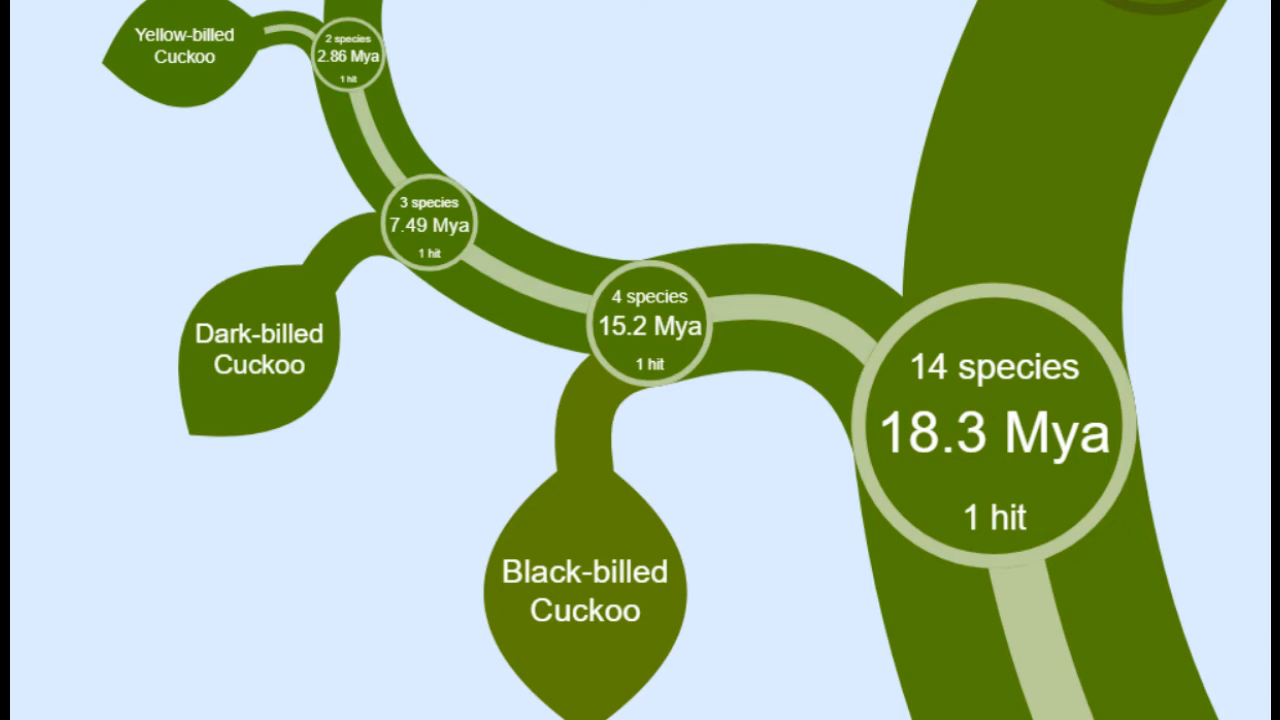 Yellow-billed
Cuckoo
2 species
2.86 Mya
1 hit
3 species
7.49 Mya
1 hit
Dark-billed
Cuckoo
4 species
15.2 Mya
1 hit
14 species
18.3 Mya
1 hit
Black-billed
Cuckoo